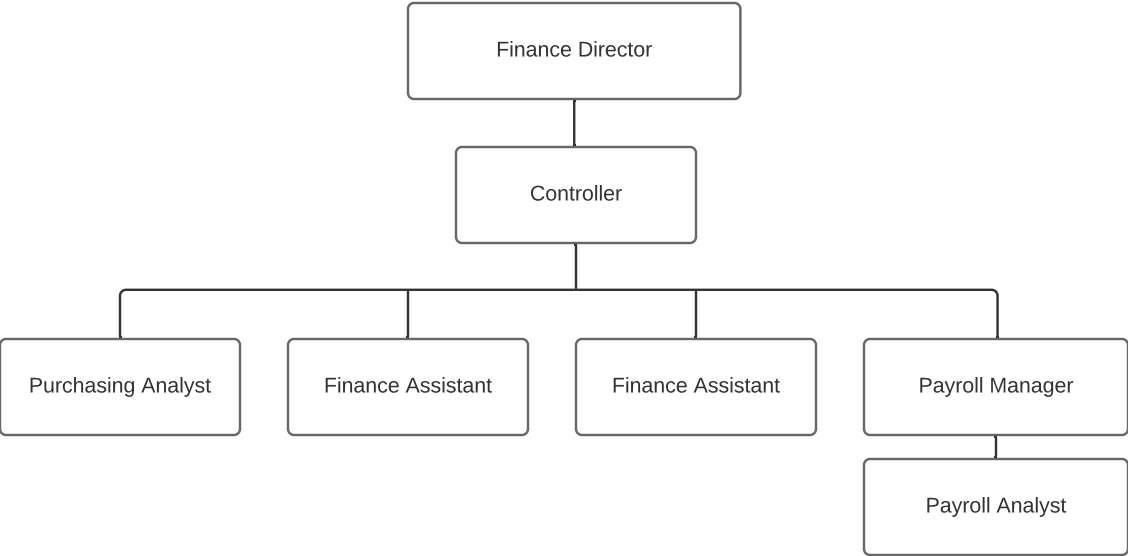 Finance Director
Controller
Purchasing Analyst
Finance Assistant
Finance Assistant
Payroll Manager
Payroll Analyst